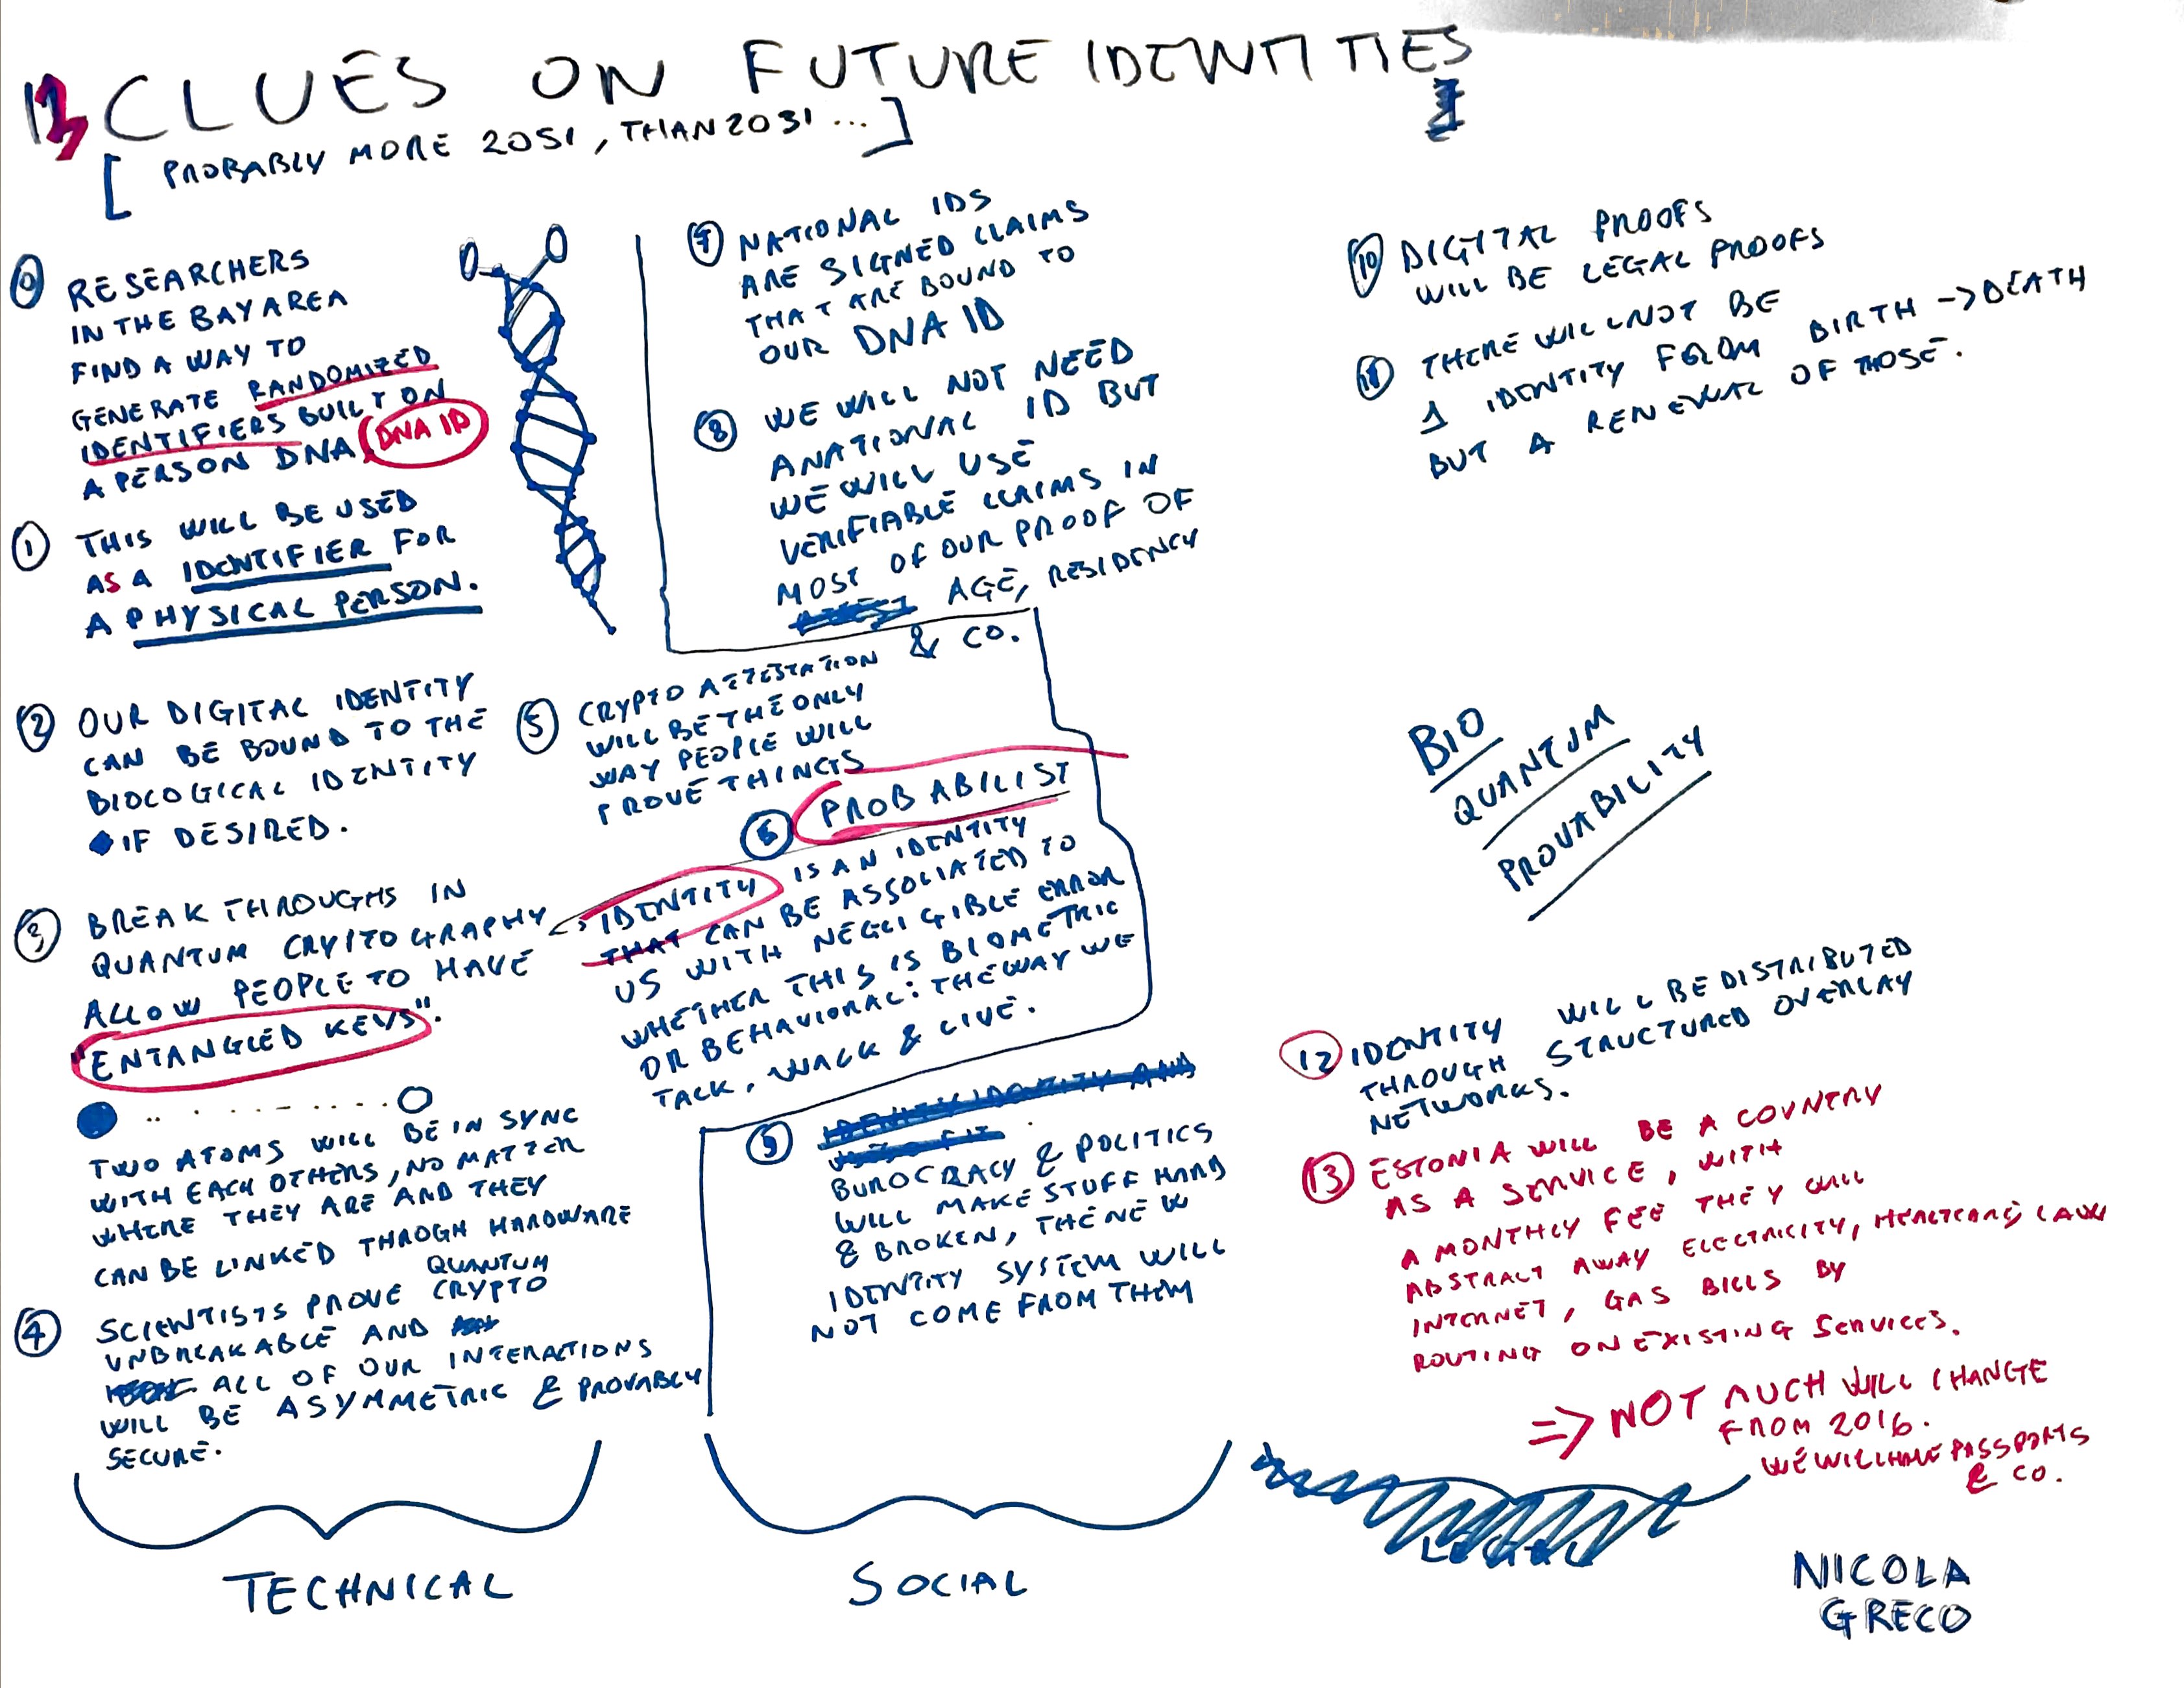 13 CLUES ON FUTURE IDENTITIES
[ PROBABLY MORE 2051, THAN 2031 ... ]
0 RESEARCHERS
IN THE BAY AREA
FIND A WAY TO
GENERATE RANDOMIZED
IDENTIFIERS BUILT ON
A PERSON DNA, DNA ID
1 THIS WILL BE USED
AS A IDENTIFIER FOR
A PHYSICAL PERSON.
2 OUR DIGITAL IDENTITY
CAN BE BOUND TO THE
BIOLOGICAL IDENTITY
IF DESIRED.
3 BREAKTHROUGHS IN
QUANTUM CRYPTOGRAPHY
ALLOW PEOPLE TO HAVE
"ENTANGLED KEYS".
TWO ATOMS WILL BE IN SYNC
WITH EACH OTHERS, NO MATTER
WHERE THEY ARE AND THEY
CAN BE LINKED THROUGH HARDWARE
4 SCIENTISTS PROVE QUANTUM CRYPTO
UNBREAKABLE AND
ALL OF OUR INTERACTIONS
WILL BE ASYMMETRIC & PROVABLY
SECURE.
TECHNICAL
5 CRYPTO ATTESTATION
WILL BE THE ONLY
WAY PEOPLE WILL
PROVE THINGS
6 PROBABILIST
IDENTITY IS AN IDENTITY
THAT CAN BE ASSOCIATED TO
US WITH NEGLIGIBLE ERROR
WHETHER THIS IS BIOMETRIC
OR BEHAVIORAL: THE WAY WE
TALK, WALK & LIVE.
7 NATIONAL IDS
ARE SIGNED CLAIMS
THAT ARE BOUND TO
OUR DNA ID
8 WE WILL NOT NEED
A NATIONAL ID BUT
WE WILL USE
VERIFIABLE CLAIMS IN
MOST OF OUR PROOF OF
AGE, RESIDENCY
& CO.
9 BUROCRACY & POLITICS
WILL MAKE STUFF HARD
& BROKEN, THE NEW
IDENTITY SYSTEM WILL
NOT COME FROM THEM
SOCIAL
10 DIGITAL PROOFS
WILL BE LEGAL PROOFS
11 THERE WILL NOT BE
1 IDENTITY FROM BIRTH -> DEATH
BUT A RENEWAL OF THOSE.
BIO
QUANTUM
PROVABILITY
12 IDENTITY WILL BE DISTRIBUTED
THROUGH STRUCTURED OVERLAY
NETWORKS.
13 ESTONIA WILL BE A COUNTRY
AS A SERVICE, WITH
A MONTHLY FEE THEY WILL
ABSTRACT AWAY ELECTRICITY, HEALTCARE, LAW
INTERNET, GAS BILLS BY
ROUTING ON EXISTING SERVICES.
=> NOT MUCH WILL CHANGE
FROM 2016.
WE WILL HAVE PASSPORTS
& CO.
NICOLA
GRECO